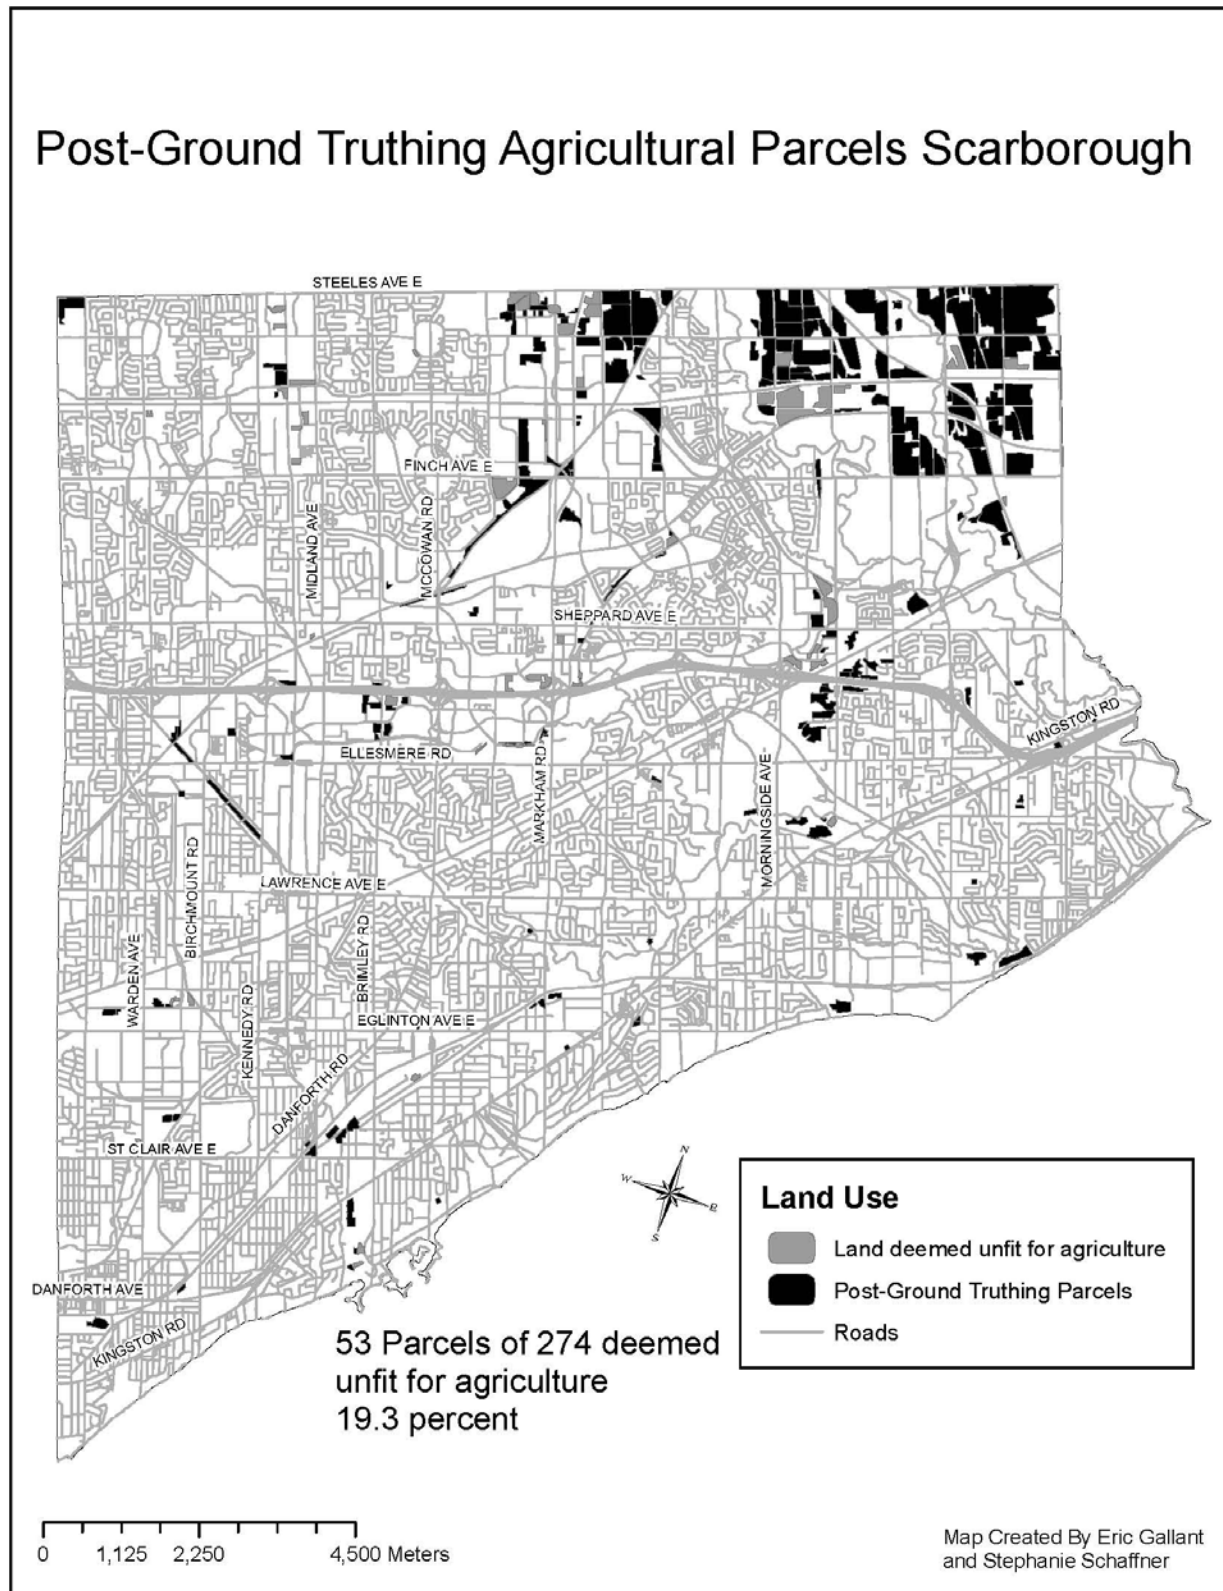 Post-Ground Truthing Agricultural Parcels Scarborough
STEELES AVE E
FINCH AVE E
MIDLAND AVE
MCCOWAN RD
SHEPPARD AVE E
KINGSTON RD
ELLESMERE RD
MARKHAM RD
MORNINGSIDE AVE
BIRCHMOUNT RD
LAWRENCE AVE E
BRIMLEY RD
WARDEN AVE
KENNEDY RD
EGLINTON AVE E
DANFORTH RD
ST CLAIR AVE E
N
W
E
S
DANFORTH AVE
KINGSTON RD
Land Use
Land deemed unfit for agriculture
Post-Ground Truthing Parcels
Roads
53 Parcels of 274 deemed
unfit for agriculture
19.3 percent
0 1,125 2,250 4,500 Meters
Map Created By Eric Gallant
and Stephanie Schaffner